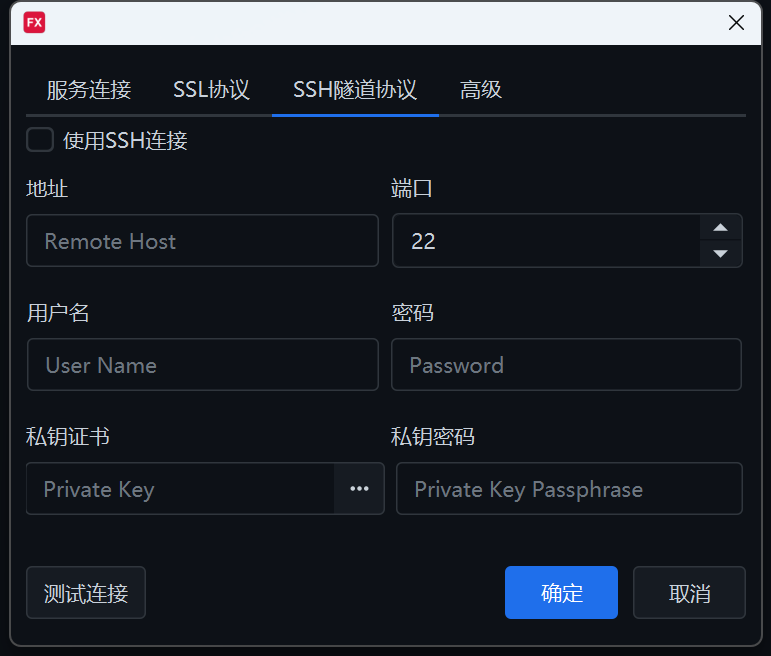 FX
服务连接 SSL协议 SSH隧道协议 高级
使用SSH连接
地址 端口
Remote Host 22
用户名 密码
User Name Password
私钥证书 私钥密码
Private Key ••• Private Key Passphrase
测试连接 确定 取消